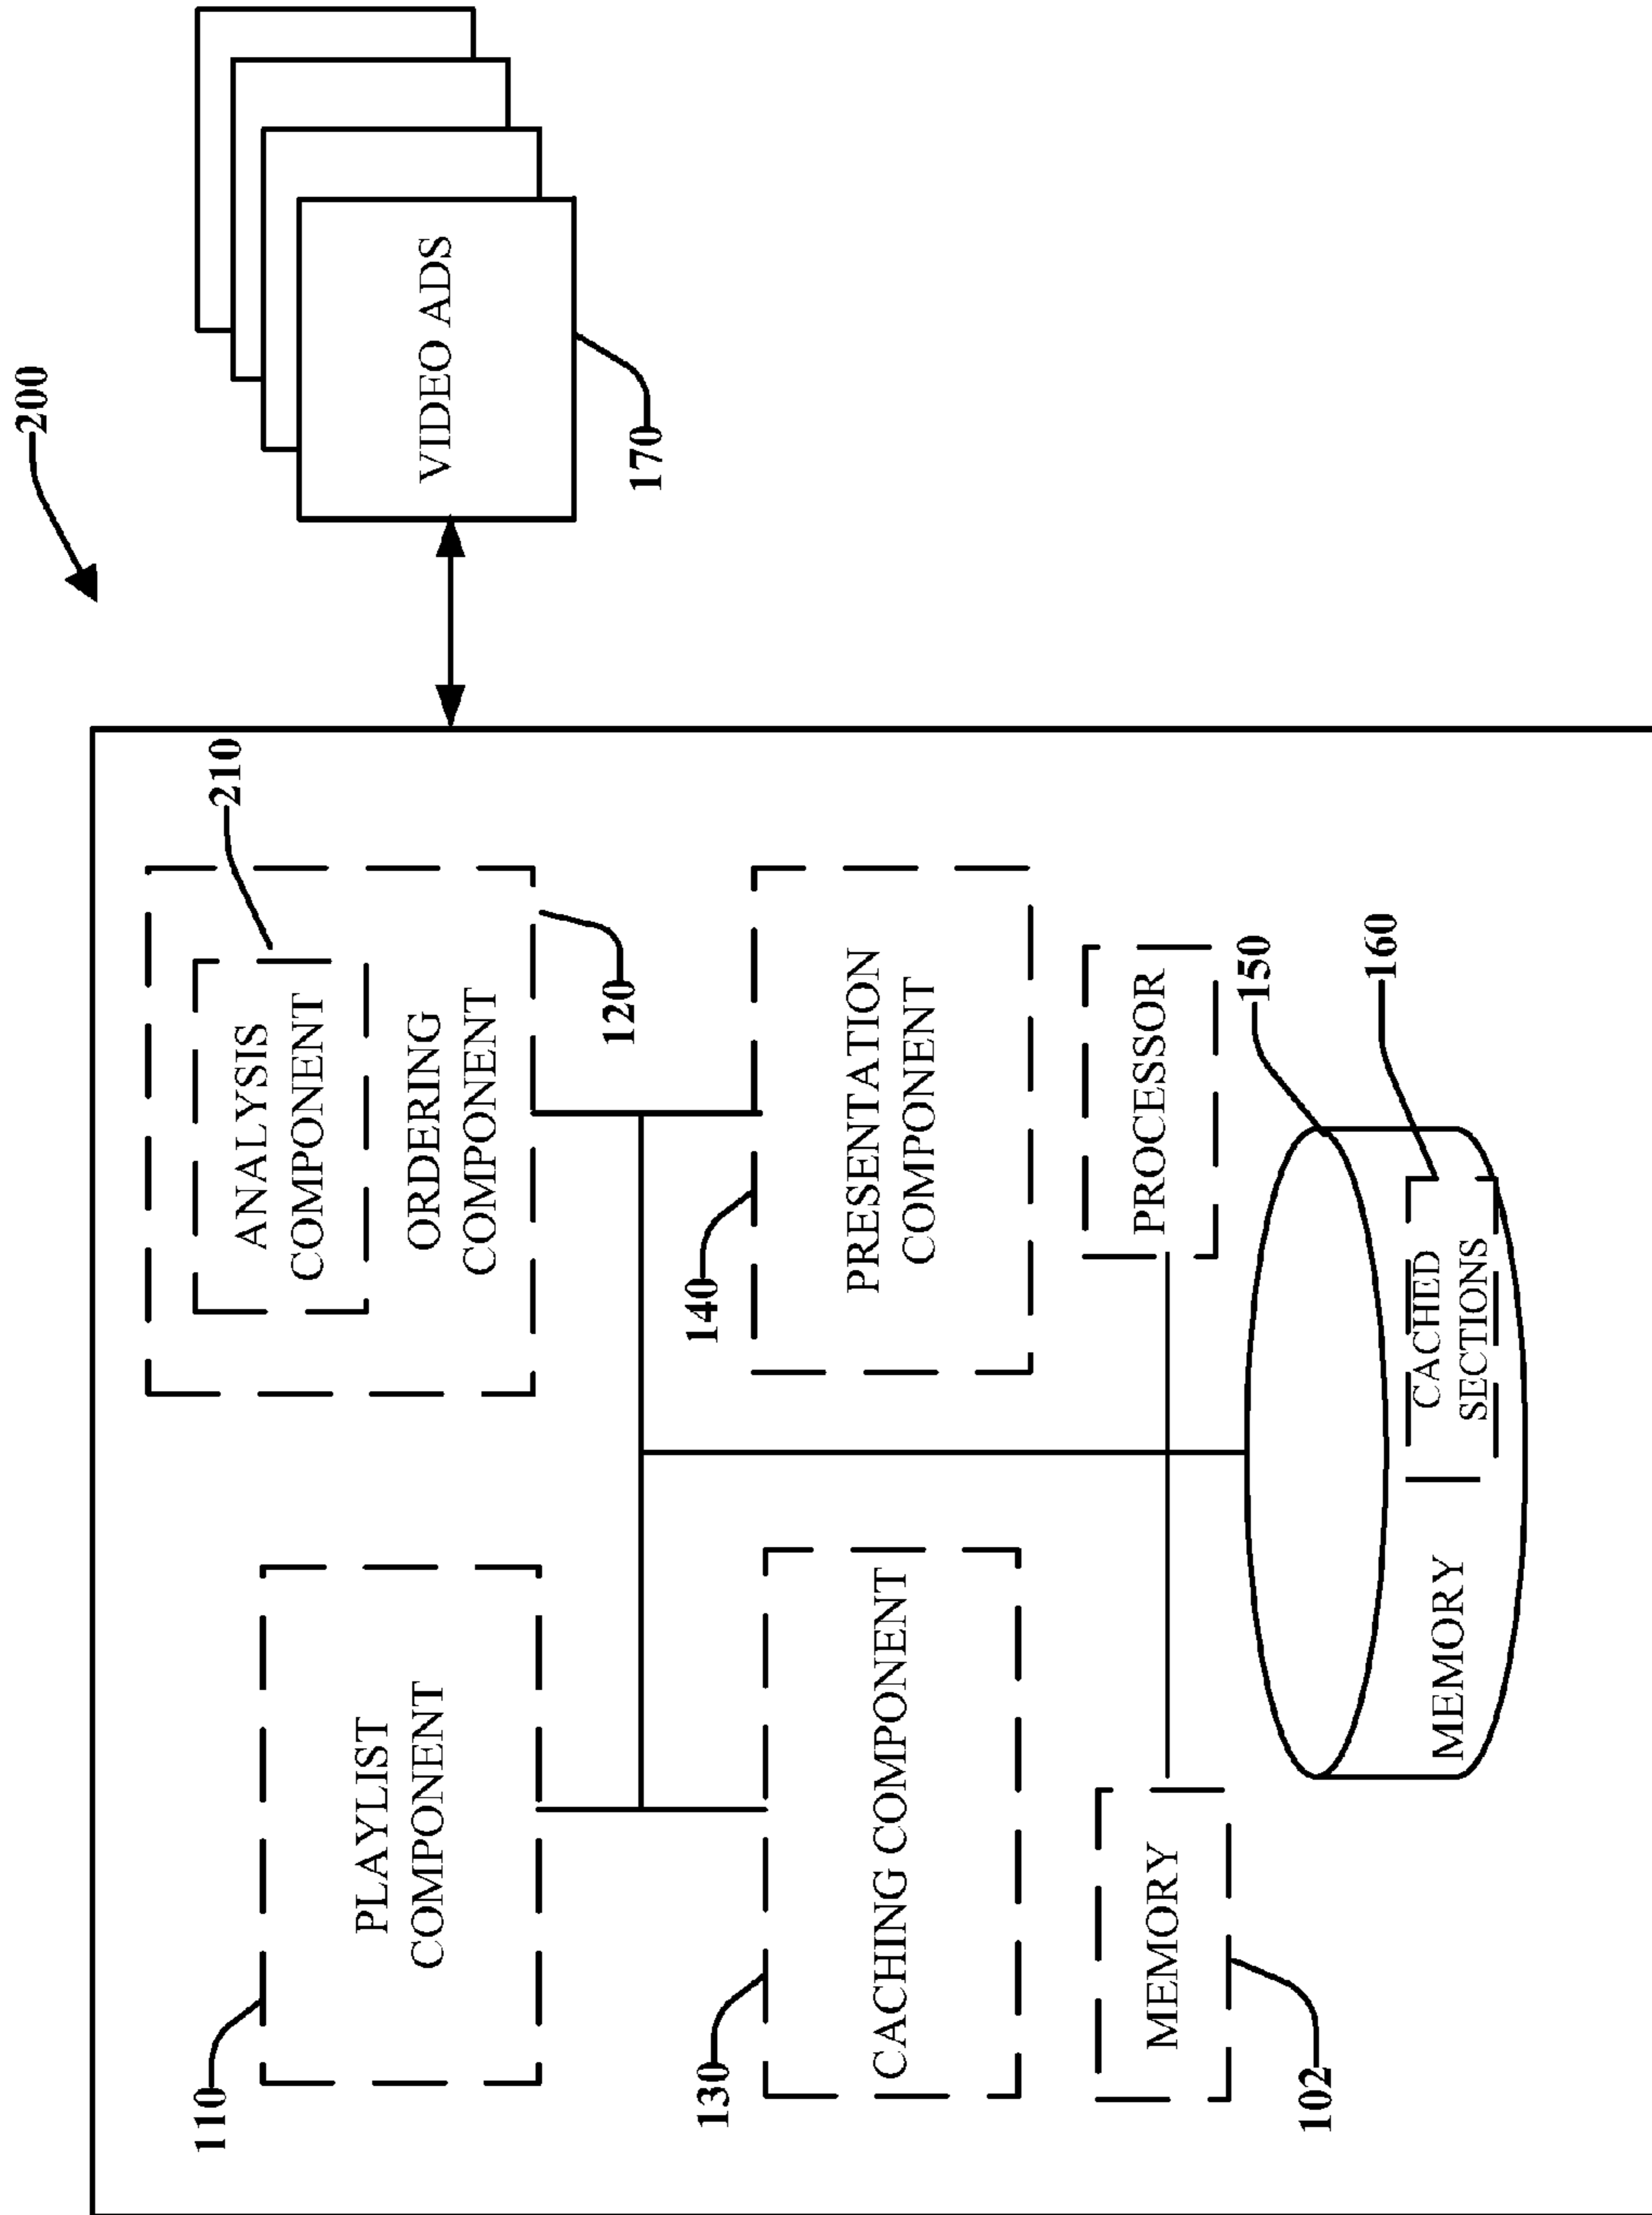 200
210
ANALYSIS
COMPONENT
ORDERING
COMPONENT
120
VIDEO ADS
170
110
PLAYLIST
COMPONENT
130
CACHING COMPONENT
140
PRESENTATION
COMPONENT
PROCESSOR
MEMORY
102
150
160
CACHED
SECTIONS
MEMORY